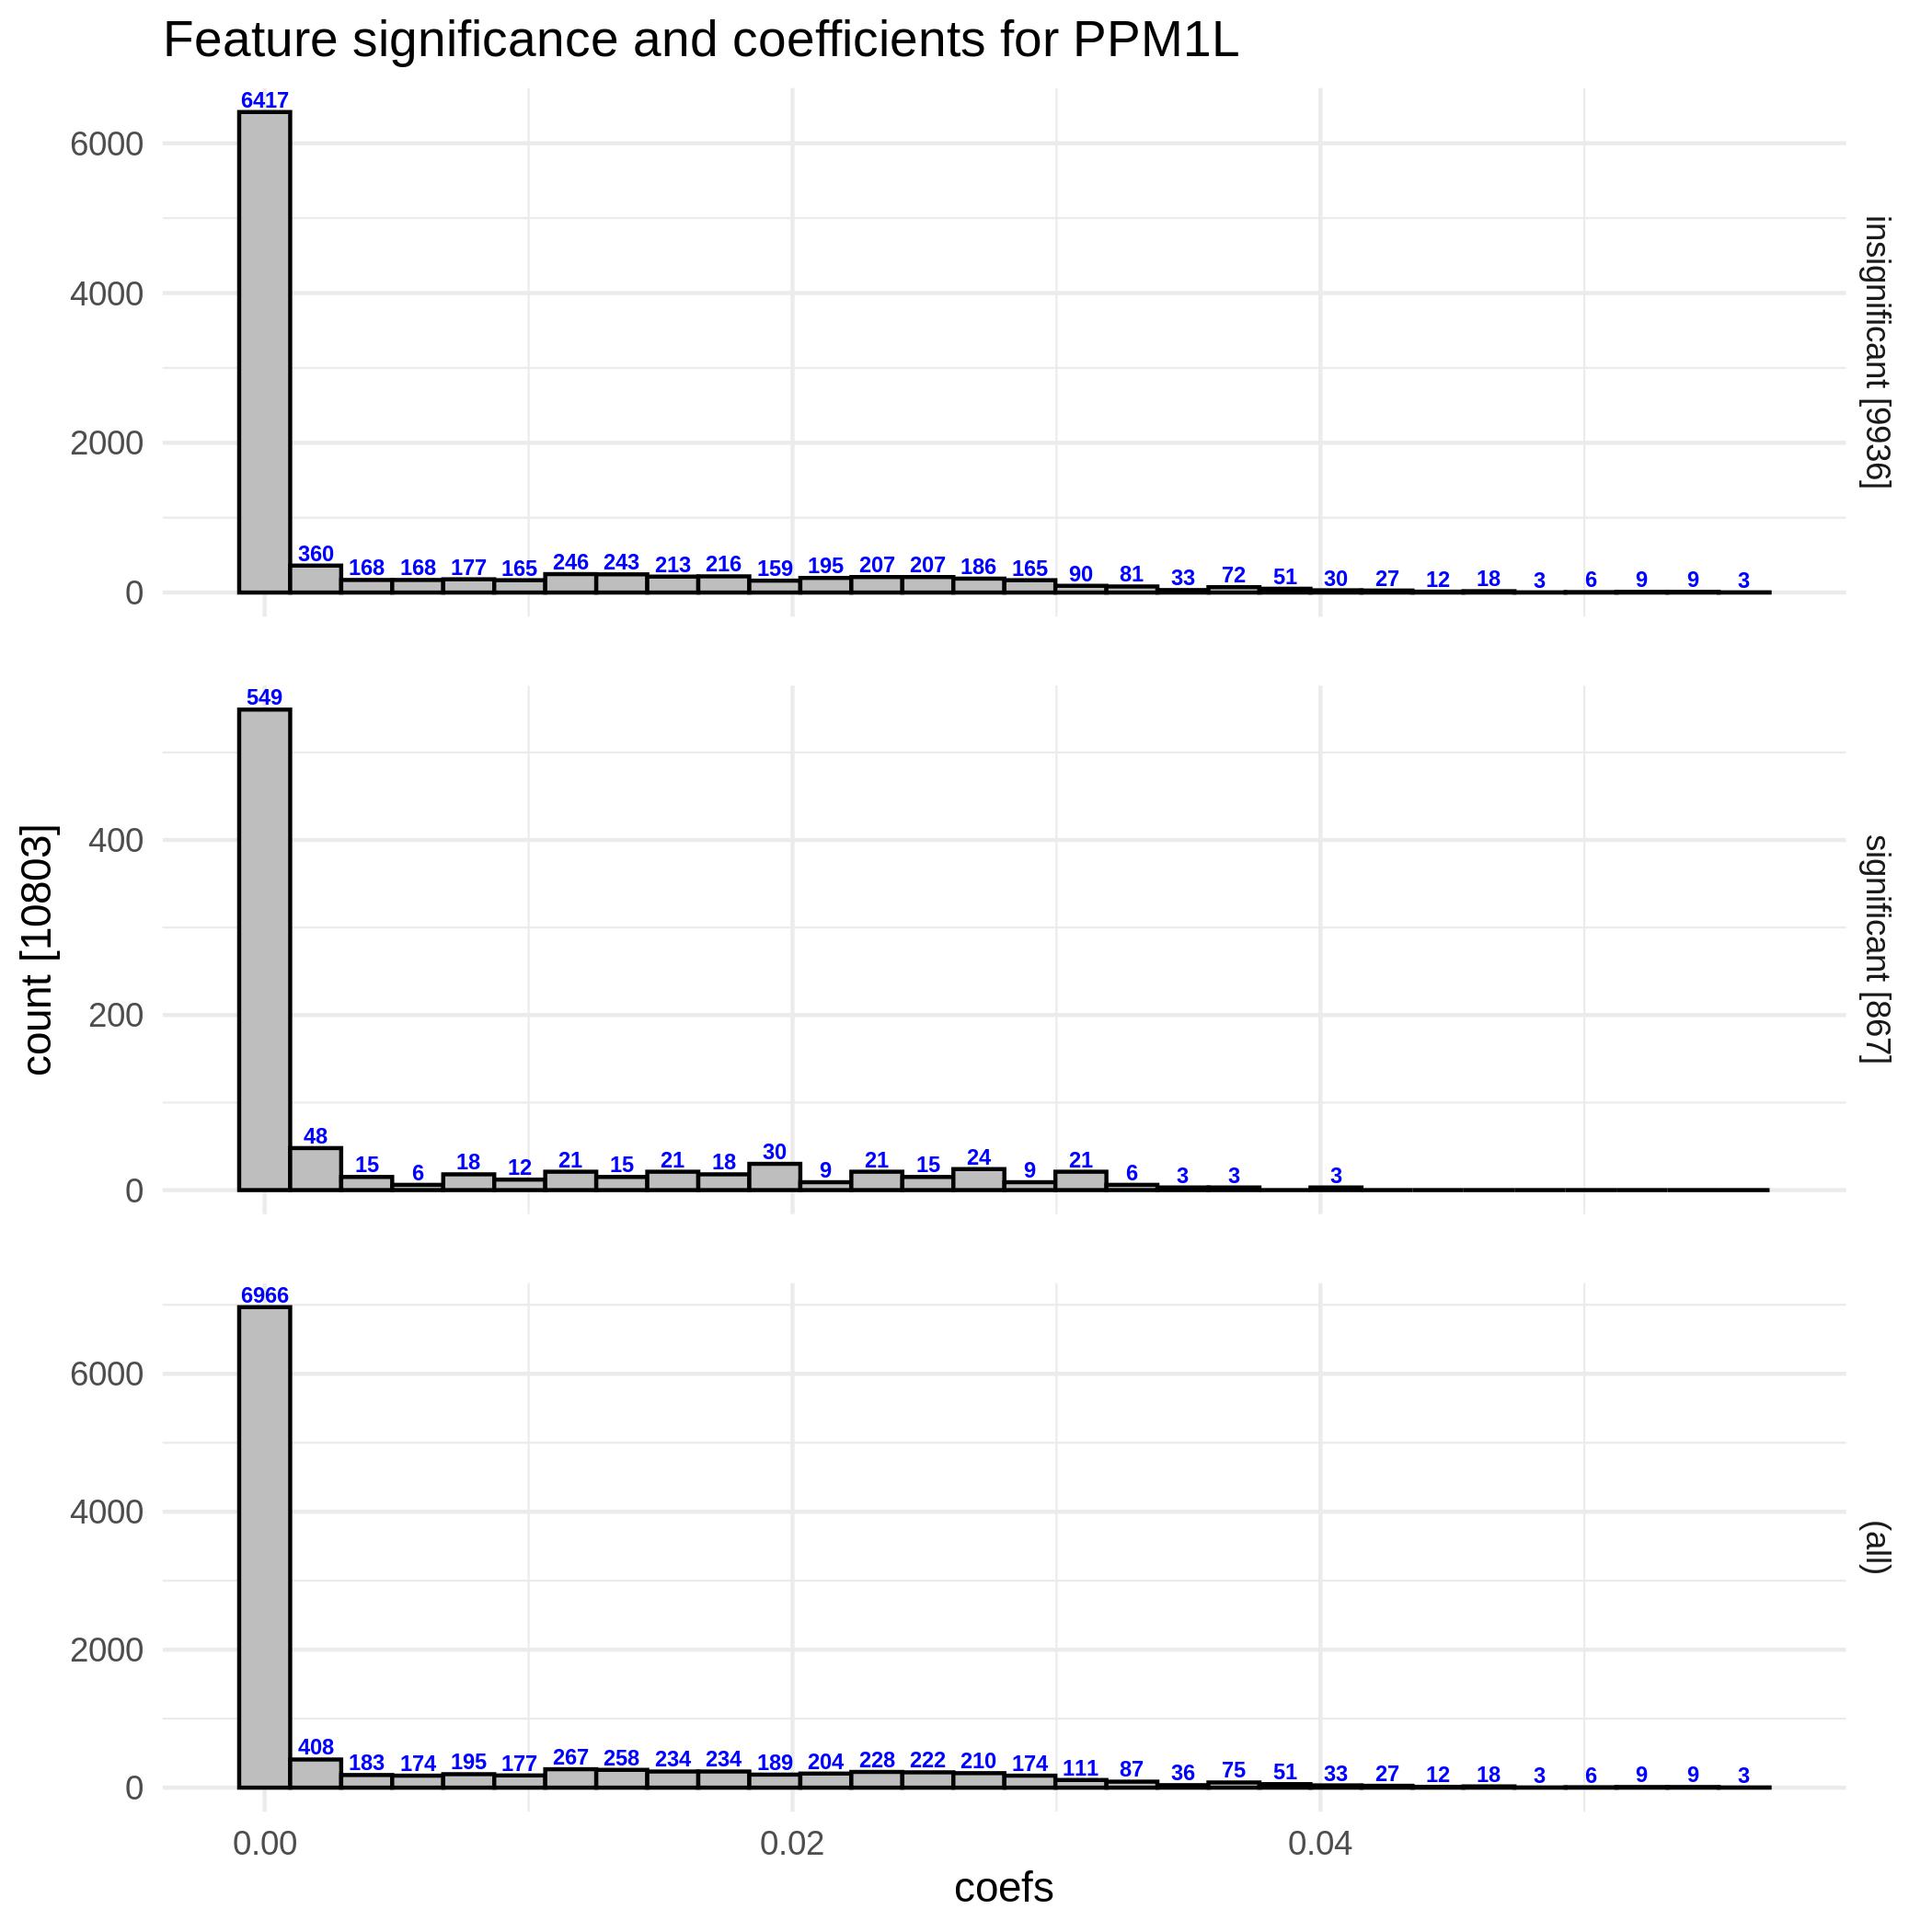 Feature significance and coefficients for PPM1L
6417
6000
4000
2000
360 168 168 177 165 246 243 213 216 159 195 207 207 186 165 90 81 33 72 51 30 27 12 18 3 6 9 9 3
0
insignificant [9936]
549
400
200
48 15 6 18 12 21 15 21 18 30 9 21 15 24 9 21 6 3 3 3
0
significant [867]
count [10803]
6966
6000
4000
2000
408 183 174 195 177 267 258 234 234 189 204 228 222 210 174 111 87 36 75 51 33 27 12 18 3 6 9 9 3
0
(all)
0.00 0.02 0.04
coefs